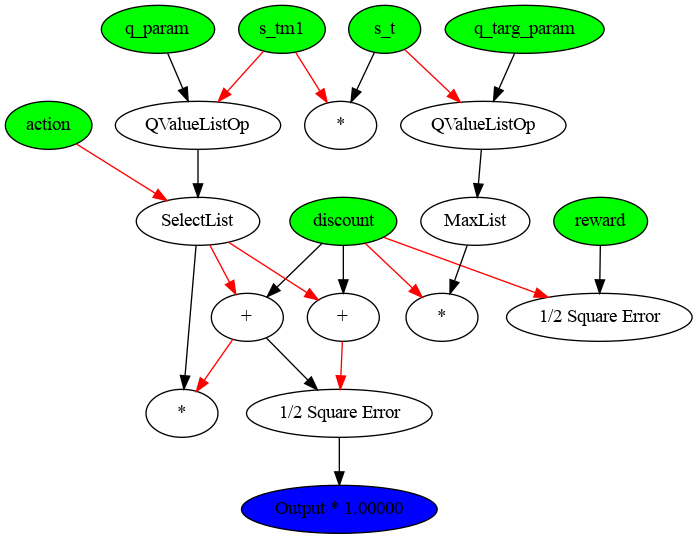 q_param
s_tm1
s_t
q_targ_param
action
QValueListOp
*
QValueListOp
SelectList
discount
MaxList
reward
+
+
*
1/2 Square Error
*
1/2 Square Error
Output * 1.00000